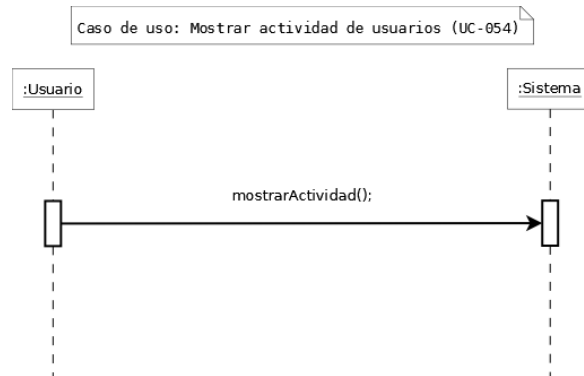 Caso de uso: Mostrar actividad de usuarios (UC-054)
:Usuario
:Sistema
mostrarActividad();